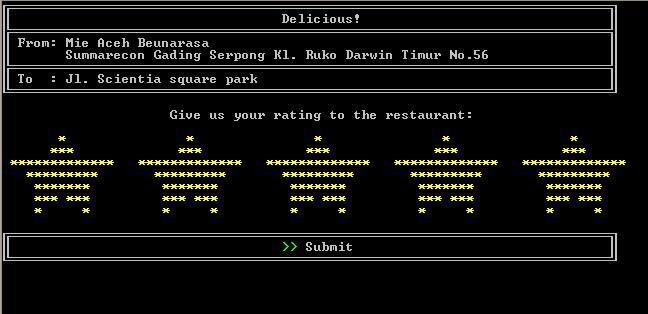 Delicious!
From: Mie Aceh Beunarasa
Summarecon Gading Serpong Kl. Ruko Darwin Timur No.56
To  : Jl. Scientia square park
Give us your rating to the restaurant:
>> Submit